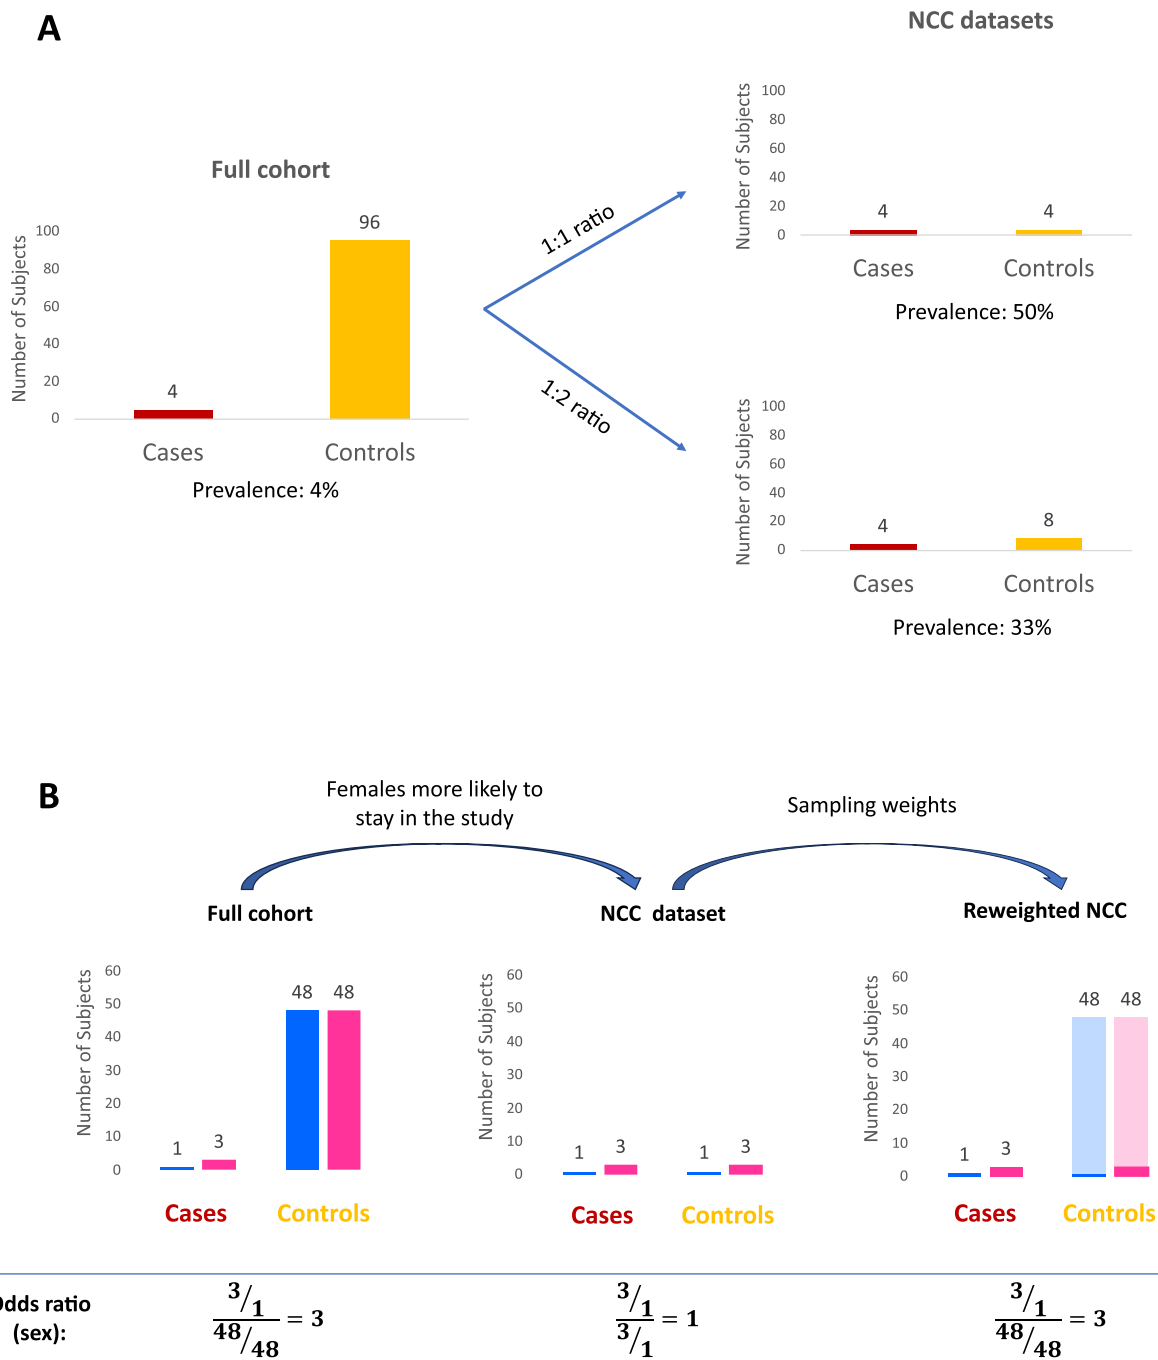 A
NCC datasets
Full cohort
Number of Subjects
100
80
60
40
20
0
4
96
Cases
Controls
Prevalence: 4%
1:1 ratio
1:2 ratio
Number of Subjects
100
80
60
40
20
0
4
4
Cases
Controls
Prevalence: 50%
Number of Subjects
100
80
60
40
20
0
4
8
Cases
Controls
Prevalence: 33%
B
Females more likely to
stay in the study
Sampling weights
Full cohort
NCC dataset
Reweighted NCC
Number of Subjects
60
50
40
30
20
10
0
1
3
48
48
Cases
Controls
Number of Subjects
60
50
40
30
20
10
0
1
3
1
3
Cases
Controls
Number of Subjects
60
50
40
30
20
10
0
1
3
48
48
Cases
Controls
dds ratio
(sex):
3/1
48/48 = 3
3/1
3/1 = 1
3/1
48/48 = 3